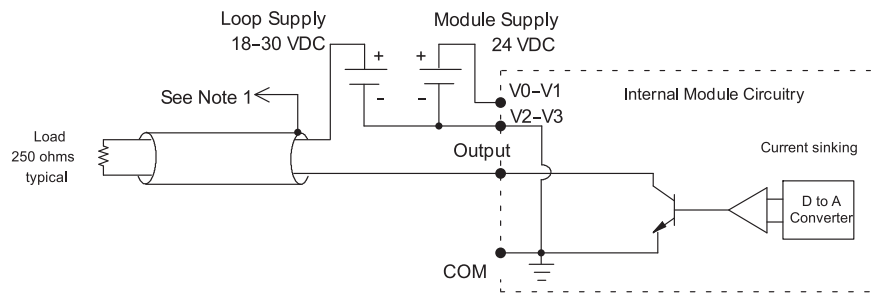 Loop Supply
18–30 VDC
Module Supply
24 VDC
+
–
+
–
See Note 1
V0–V1
V2–V3
Internal Module Circuitry
Load
250 ohms
typical
Output
Current sinking
D to A
Converter
COM